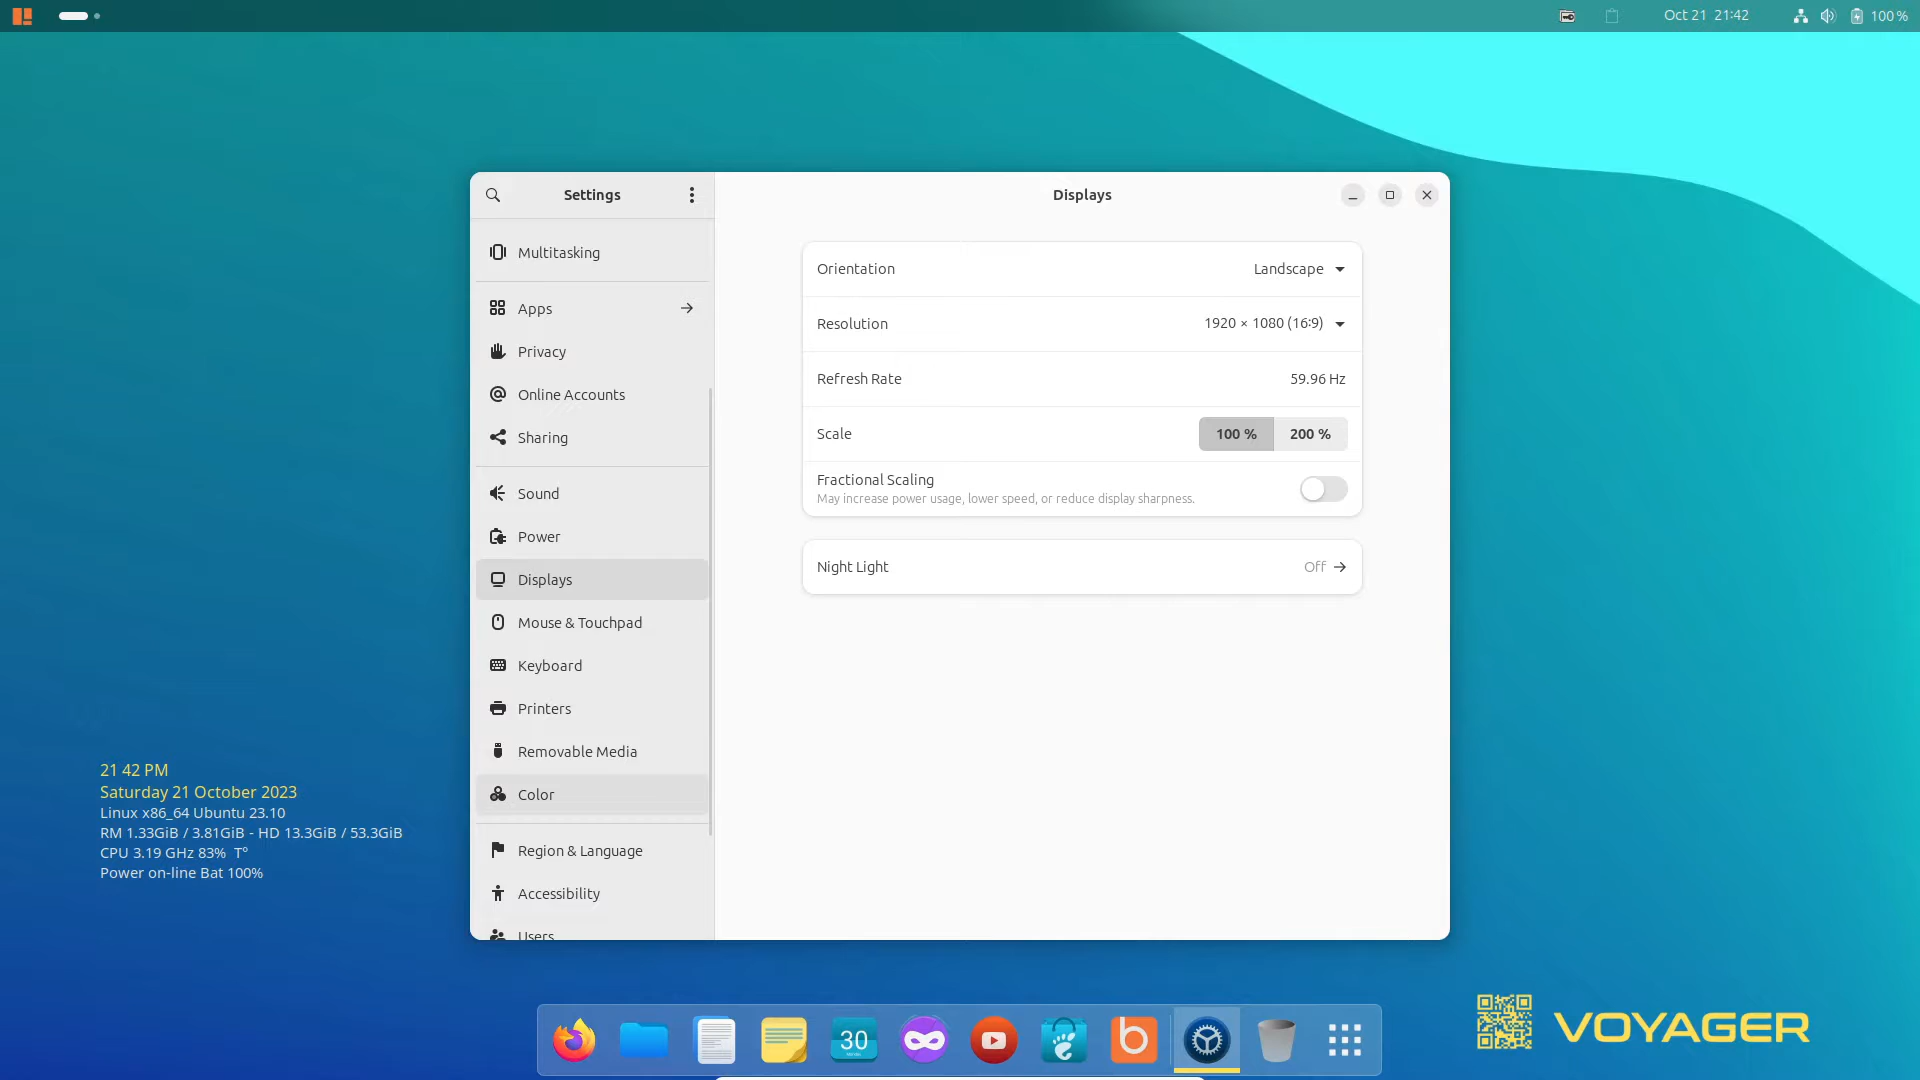 Oct 21 21:42
100 %
Settings
Displays
Multitasking
Apps
Privacy
Online Accounts
Sharing
Sound
Power
Displays
Mouse & Touchpad
Keyboard
Printers
Removable Media
Color
Region & Language
Accessibility
Users
Orientation
Landscape
Resolution
1920 × 1080 (16:9)
Refresh Rate
59.96 Hz
Scale
100 %
200 %
Fractional Scaling
May increase power usage, lower speed, or reduce display sharpness.
Night Light
Off
21 42 PM
Saturday 21 October 2023
Linux x86_64 Ubuntu 23.10
RM 1.33GiB / 3.81GiB - HD 13.3GiB / 53.3GiB
CPU 3.19 GHz 83% T°
Power on-line Bat 100%
30
b
VOYAGER